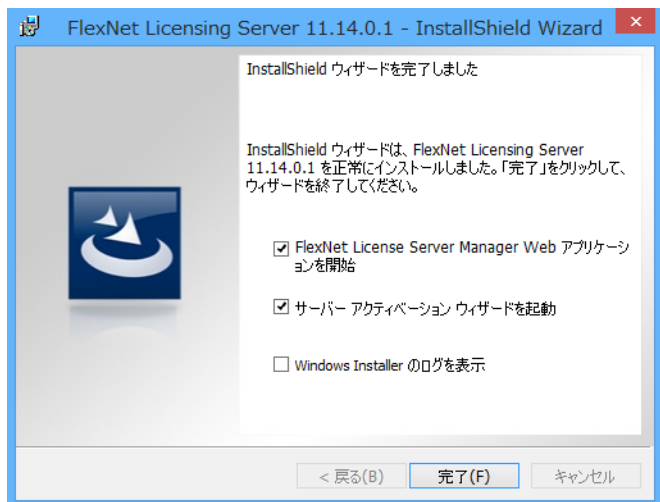 FlexNet Licensing Server 11.14.0.1 - InstallShield Wizard
InstallShield ウィザードを完了しました
InstallShield ウィザードは、FlexNet Licensing Server
11.14.0.1 を正常にインストールしました。「完了」をクリックして、
ウィザードを終了してください。
FlexNet License Server Manager Web アプリケーシ
ョンを開始
サーバー アクティベーション ウィザードを起動
Windows Installer のログを表示
< 戻る(B)
完了(F)
キャンセル